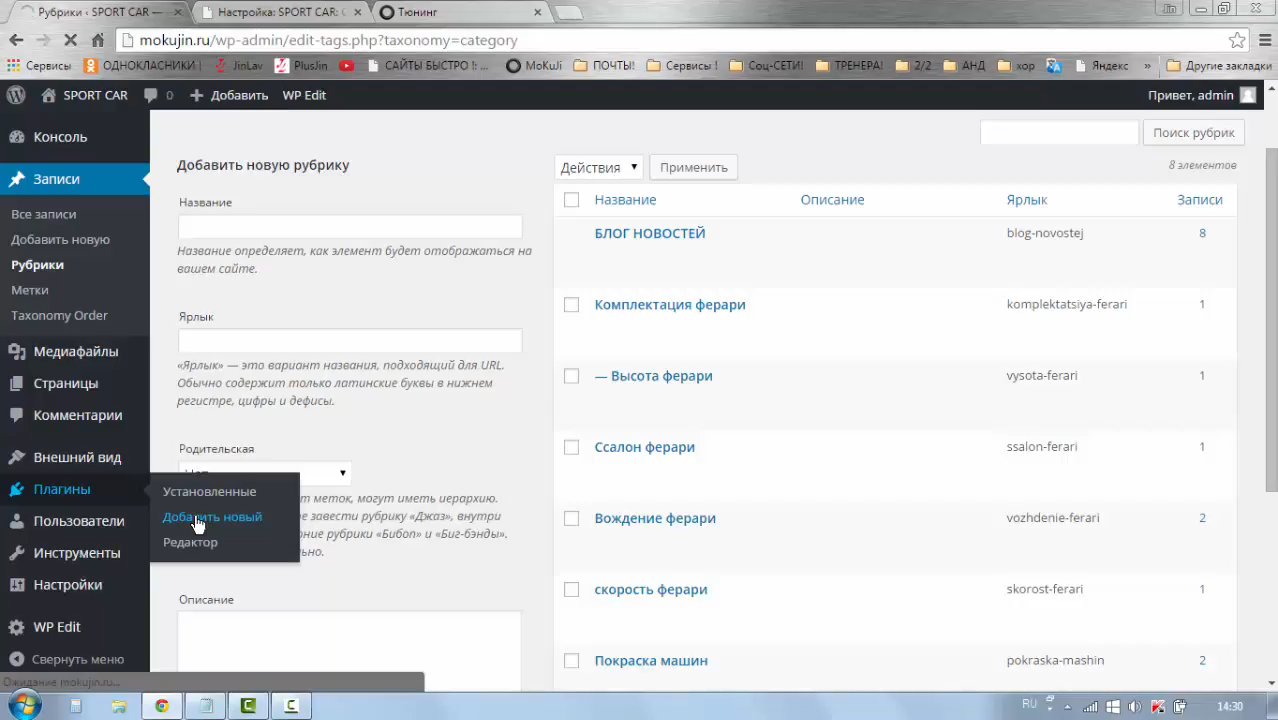 Рубрики ‹ SPORT CAR —
Настройка: SPORT CAR:
Тюнинг
mokujin.ru/wp-admin/edit-tags.php?taxonomy=category
Сервисы
ОДНОКЛАСНИКИ
JinLav
PlusJin
САЙТЫ БЫСТРО !: ...
MoKuJi
ПОЧТЫ!
Сервисы !
Соц-СЕТИ!
ТРЕНЕРА!
2/2
АНД
хор
Яндекс
»
Другие закладки
SPORT CAR
0
Добавить
WP Edit
Привет, admin
Консоль
Записи
Все записи
Добавить новую
Рубрики
Метки
Taxonomy Order
Медиафайлы
Страницы
Комментарии
Внешний вид
Плагины
Пользователи
Инструменты
Настройки
WP Edit
Свернуть меню
Установленные
Добавить новый
Редактор
Поиск рубрик
Добавить новую рубрику
Название
Название определяет, как элемент будет отображаться на
вашем сайте.
Ярлык
«Ярлык» — это вариант названия, подходящий для URL.
Обычно содержит только латинские буквы в нижнем
регистре, цифры и дефисы.
Родительская
Нет
от меток, могут иметь иерархию.
завести рубрику «Джаз», внутри
рубрики «Бибоп» и «Биг-бэнды».
Описание
Действия
Применить
8 элементов
Название Описание Ярлык Записи
БЛОГ НОВОСТЕЙ blog-novostej 8
Комплектация ферари komplektatsiya-ferari 1
— Высота ферари vysota-ferari 1
Ссалон ферари ssalon-ferari 1
Вождение ферари vozhdenie-ferari 2
скорость ферари skorost-ferari 1
Покраска машин pokraska-mashin 2
Ожидание mokujin.ru...
RU
14:30